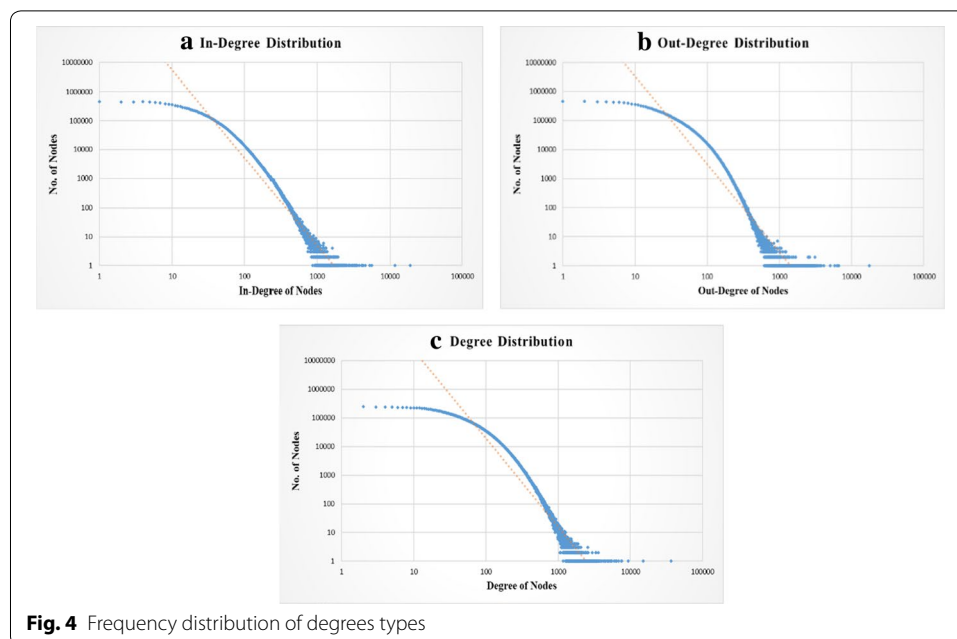 a In-Degree Distribution
No. of Nodes
10000000
1000000
100000
10000
1000
100
10
1
1 10 100 1000 10000 100000
In-Degree of Nodes
b Out-Degree Distribution
No. of Nodes
10000000
1000000
100000
10000
1000
100
10
1
1 10 100 1000 10000 100000
Out-Degree of Nodes
c Degree Distribution
No. of Nodes
10000000
1000000
100000
10000
1000
100
10
1
1 10 100 1000 10000 100000
Degree of Nodes
Fig. 4 Frequency distribution of degrees types